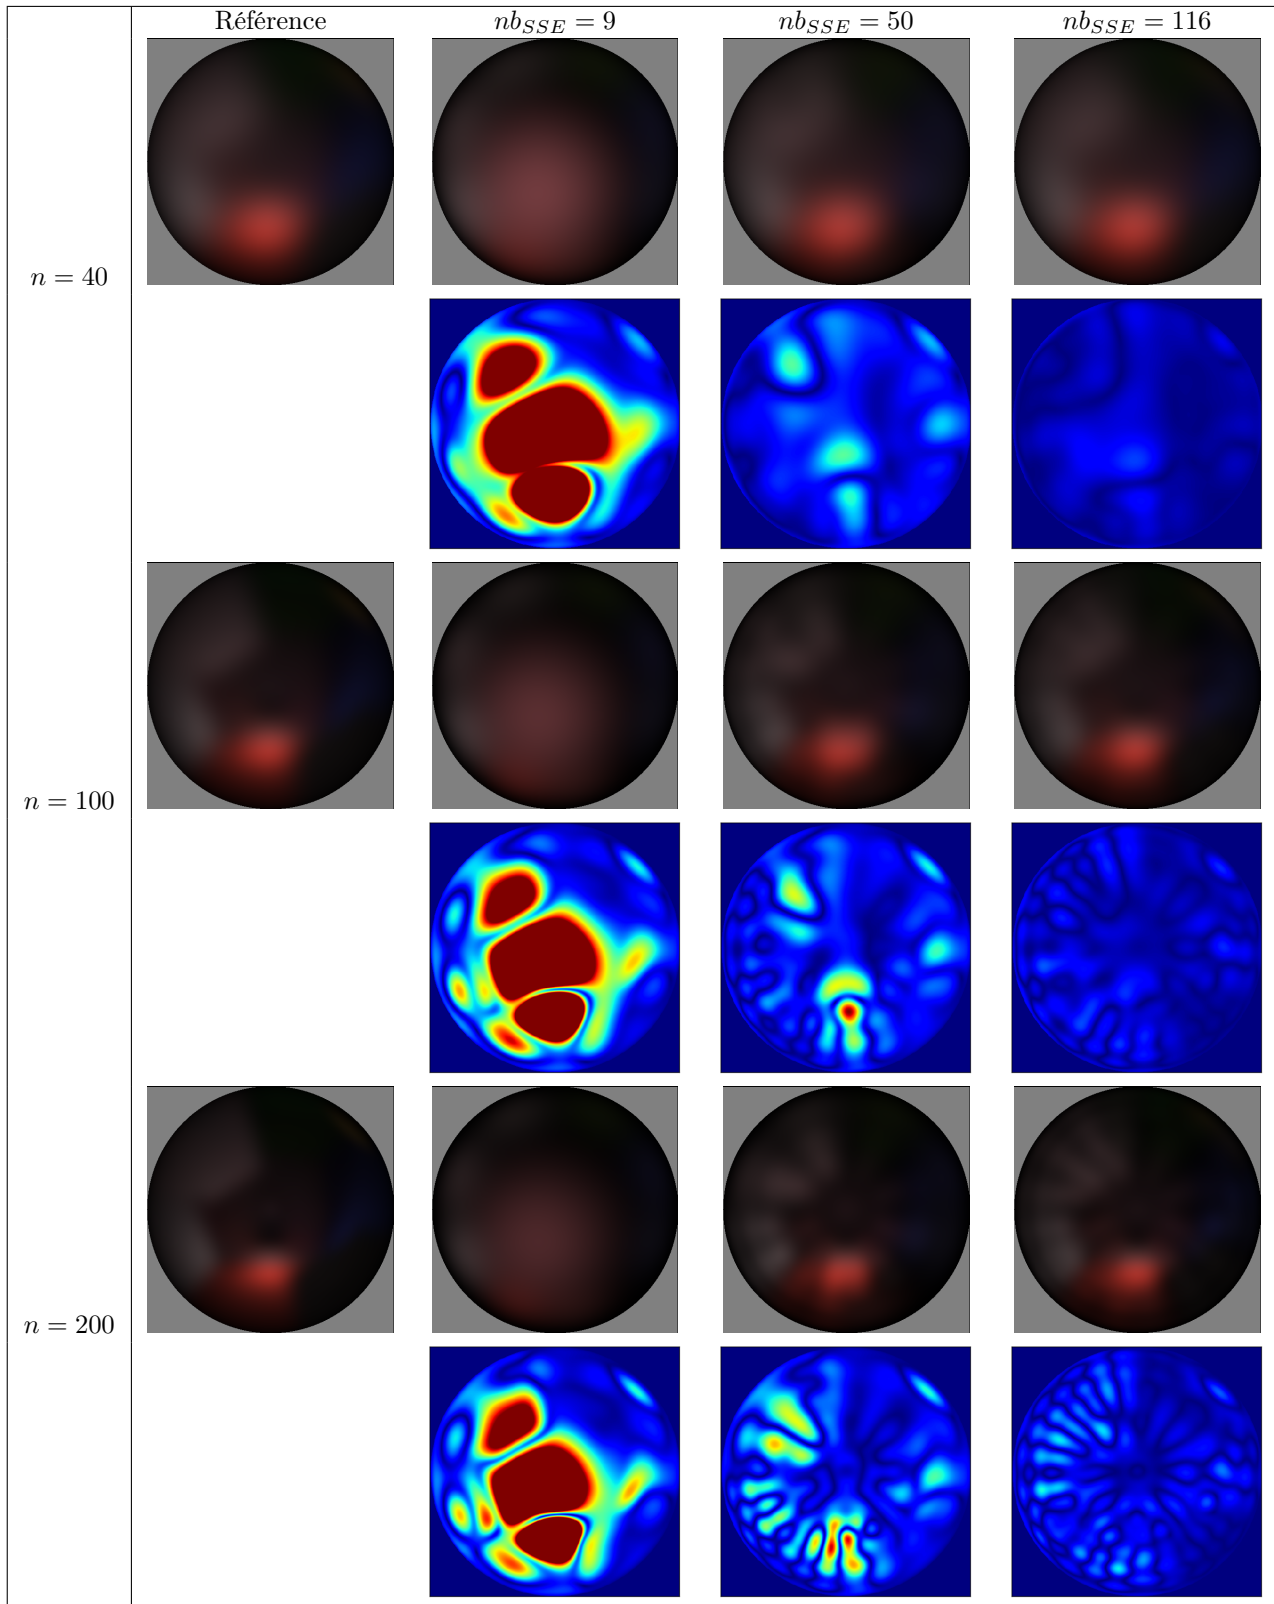 Référence
nb_{SSE} = 9
nb_{SSE} = 50
nb_{SSE} = 116
n = 40
n = 100
n = 200